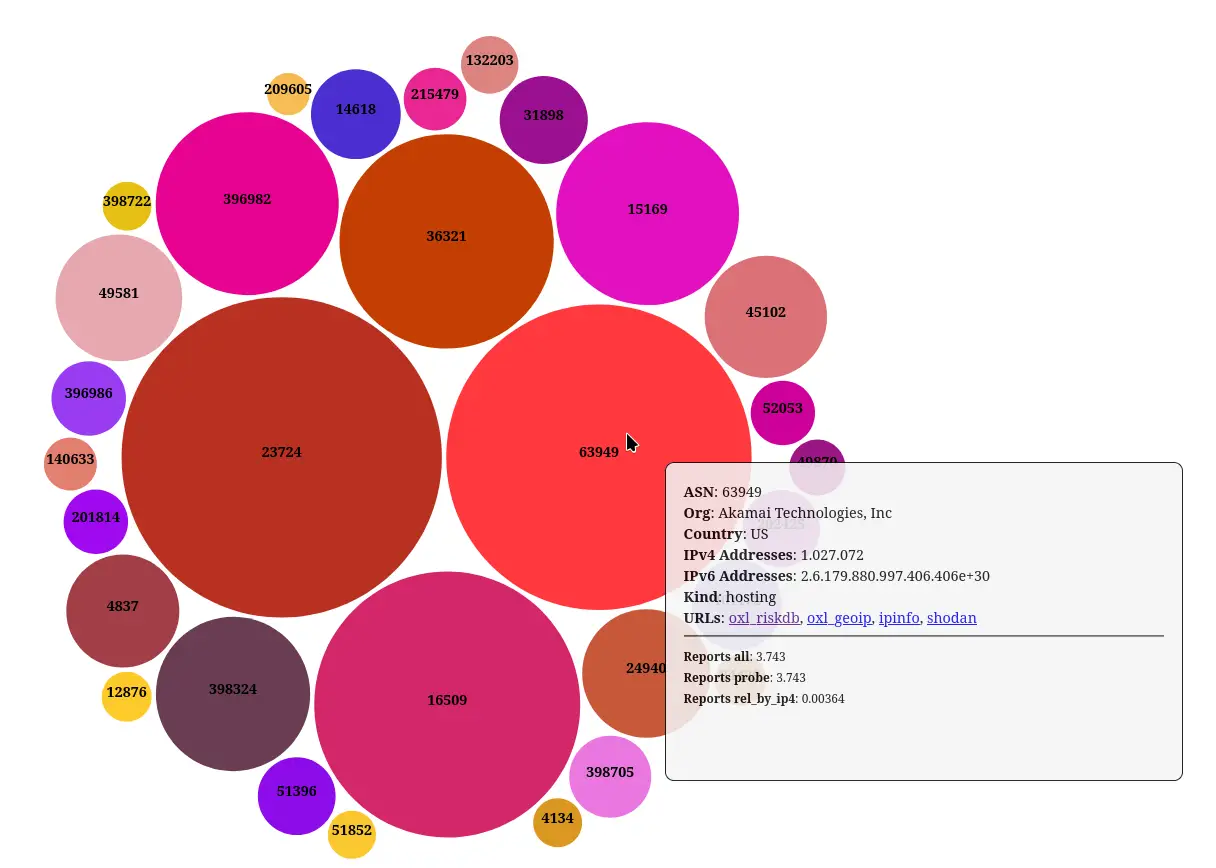 132203
209605
14618
215479
31898
396982
398722
15169
36321
49581
45102
396986
52053
23724
63949
140633
49870
201814
202425
4837
24940
12876
398324
16509
398705
51396
4134
51852
ASN: 63949
Org: Akamai Technologies, Inc
Country: US
IPv4 Addresses: 1.027.072
IPv6 Addresses: 2.6.179.880.997.406.406e+30
Kind: hosting
URLs: oxl_riskdb, oxl_geoip, ipinfo, shodan
Reports all: 3.743
Reports probe: 3.743
Reports rel_by_ip4: 0.00364